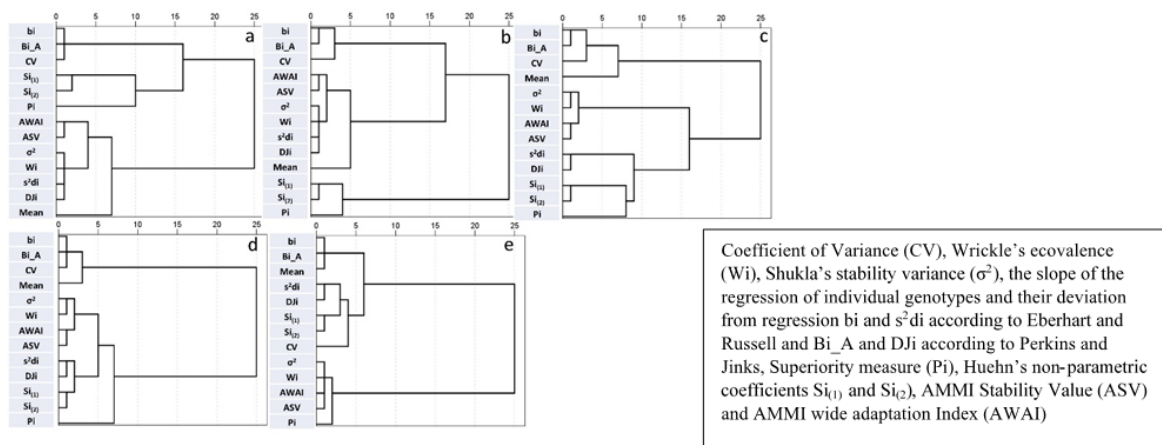 0 5 10 15 20 25
a
bi
Bi_A
CV
Si(1)
Si(2)
Pi
AWAI
ASV
σ²
Wi
s²di
DJi
Mean
0 5 10 15 20 25
b
bi
Bi_A
CV
AWAI
ASV
σ²
Wi
s²di
DJi
Mean
Si(1)
Si(2)
Pi
0 5 10 15 20 25
c
bi
Bi_A
CV
Mean
σ²
Wi
AWAI
ASV
s²di
DJi
Si(1)
Si(2)
Pi
0 5 10 15 20 25
d
bi
Bi_A
CV
Mean
σ²
Wi
AWAI
ASV
s²di
DJi
Si(1)
Si(2)
Pi
0 5 10 15 20 25
e
bi
Bi_A
Mean
s²di
DJi
Si(1)
Si(2)
CV
σ²
Wi
AWAI
ASV
Pi
Coefficient of Variance (CV), Wrickle's ecovalence
(Wi), Shukla's stability variance (σ²), the slope of the
regression of individual genotypes and their deviation
from regression bi and s²di according to Eberhart and
Russell and Bi_A and DJi according to Perkins and
Jinks, Superiority measure (Pi), Huehn's non-parametric
coefficients Si(1) and Si(2), AMMI Stability Value (ASV)
and AMMI wide adaptation Index (AWAI)